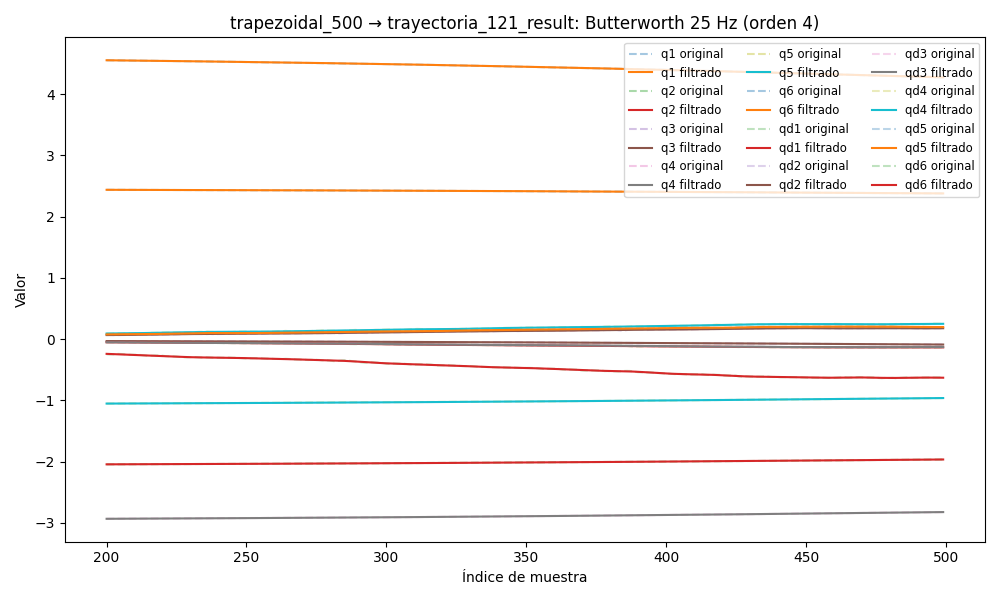 trapezoidal_500 → trayectoria_121_result: Butterworth 25 Hz (orden 4)
q1 original
q1 filtrado
q2 original
q2 filtrado
q3 original
q3 filtrado
q4 original
q4 filtrado
q5 original
q5 filtrado
q6 original
q6 filtrado
qd1 original
qd1 filtrado
qd2 original
qd2 filtrado
qd3 original
qd3 filtrado
qd4 original
qd4 filtrado
qd5 original
qd5 filtrado
qd6 original
qd6 filtrado
Valor
4
3
2
1
0
−1
−2
−3
200
250
300
350
400
450
500
Índice de muestra